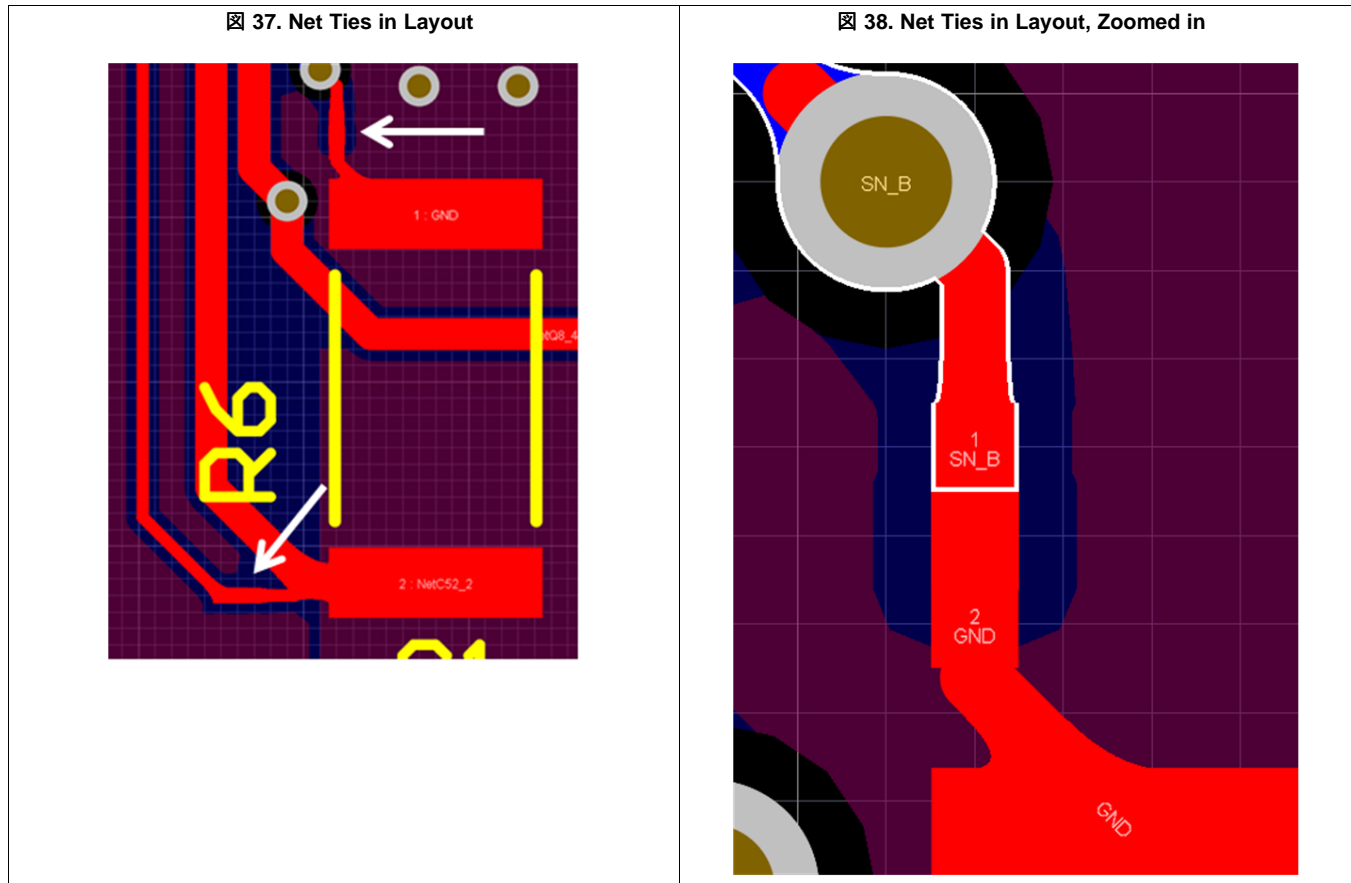 図 37. Net Ties in Layout
1 : GND
tQ8_4
R6
2 : NetC52_2
図 38. Net Ties in Layout, Zoomed in
SN_B
1
SN_B
2
GND
GND